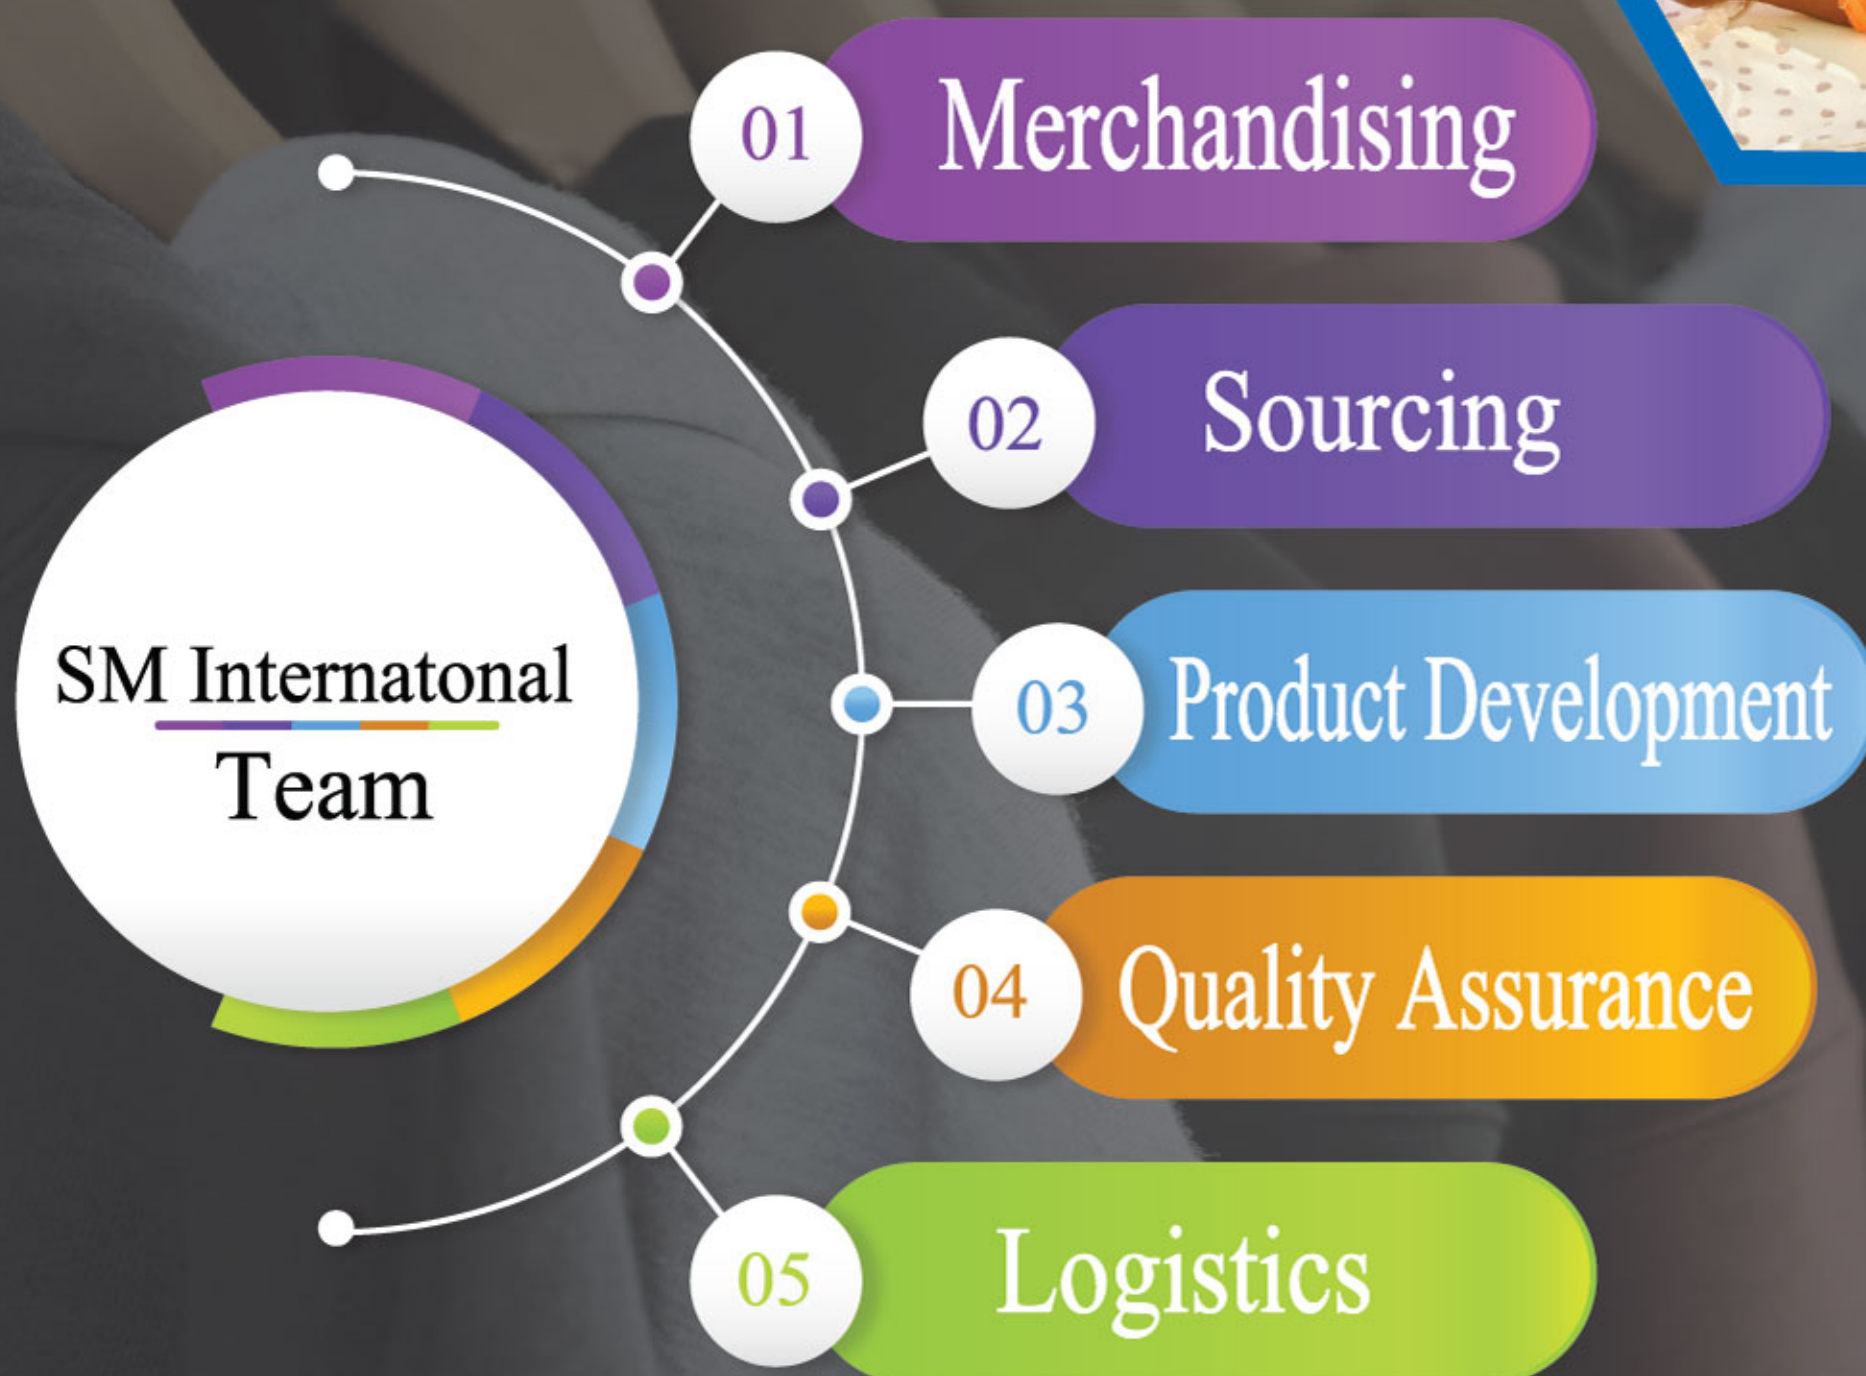 SM Internatonal
Team
01
Merchandising
02
Sourcing
03
Product Development
04
Quality Assurance
05
Logistics